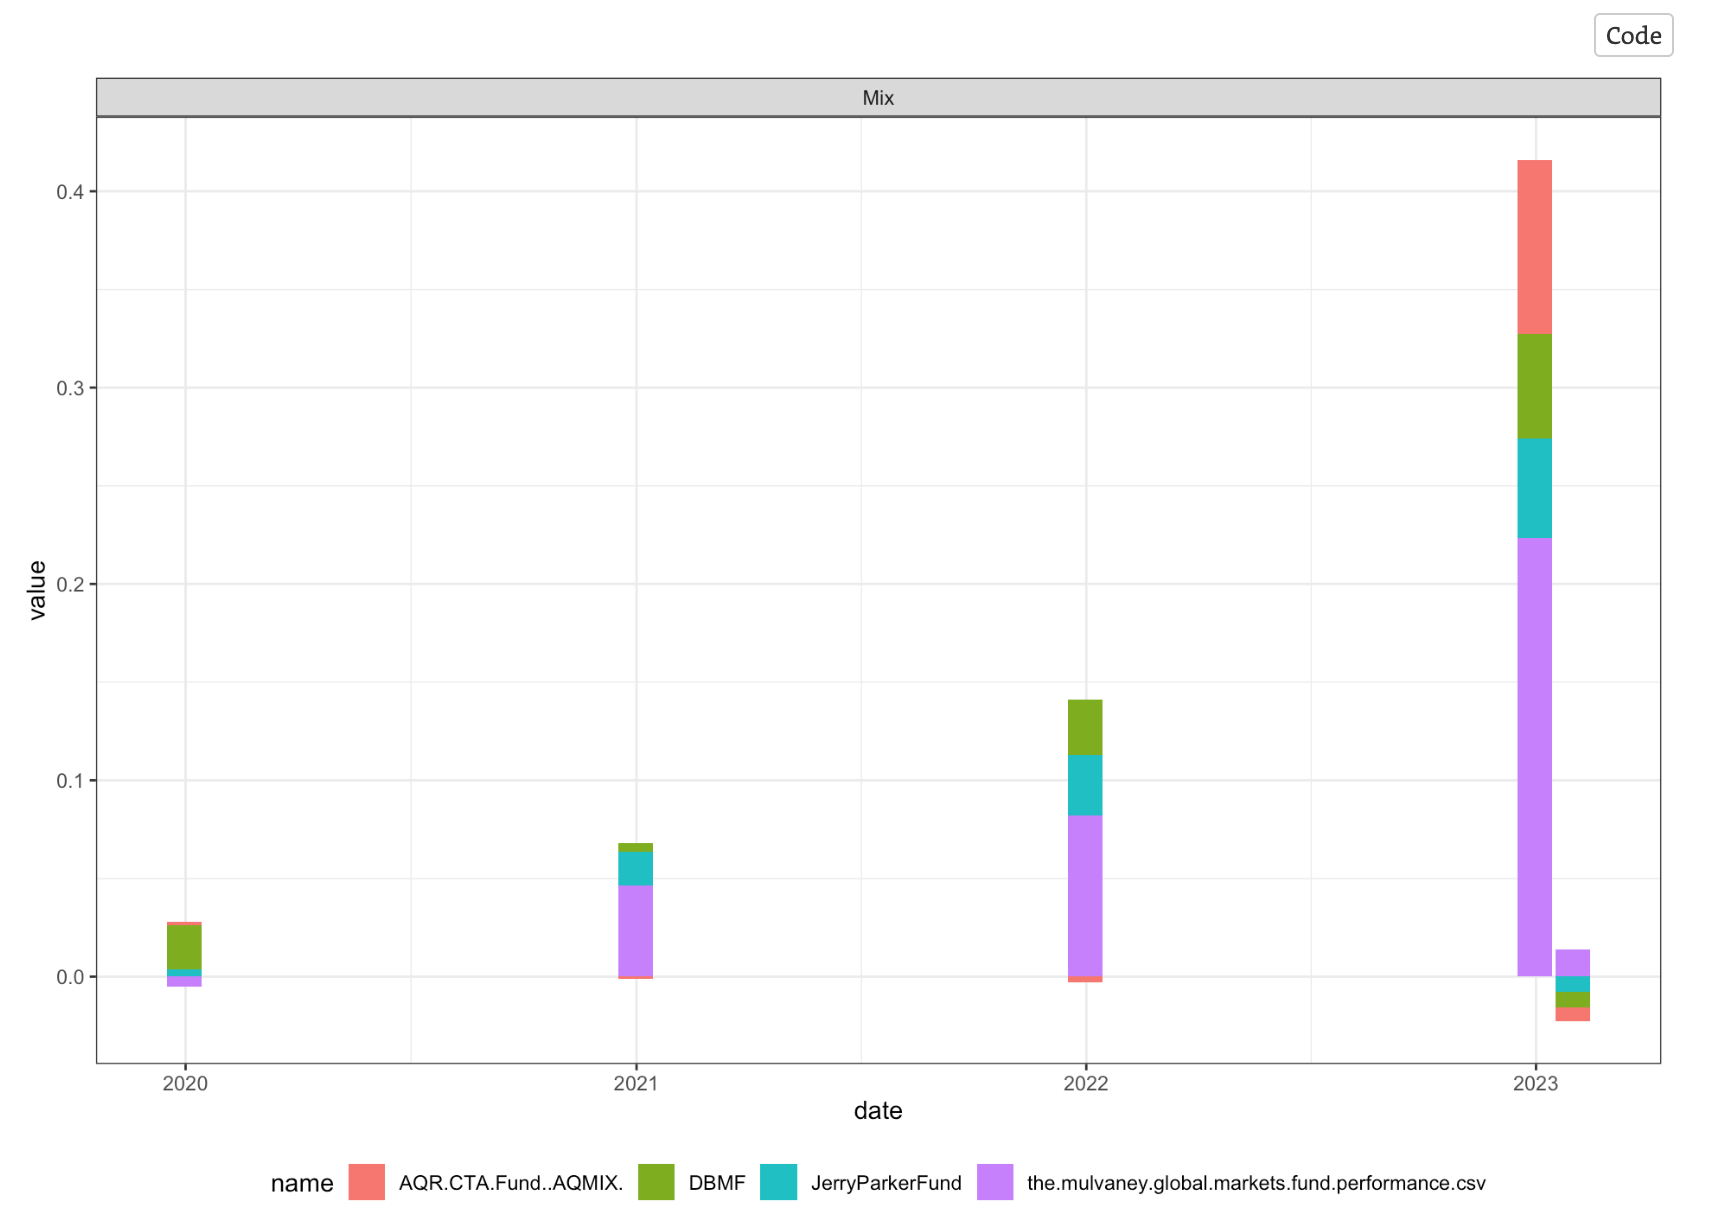 Code
Mix
0.4
0.3
0.2
0.1
0.0
value
2020 2021 2022 2023
date
name AQR.CTA.Fund..AQMIX. DBMF JerryParkerFund the.mulvaney.global.markets.fund.performance.csv